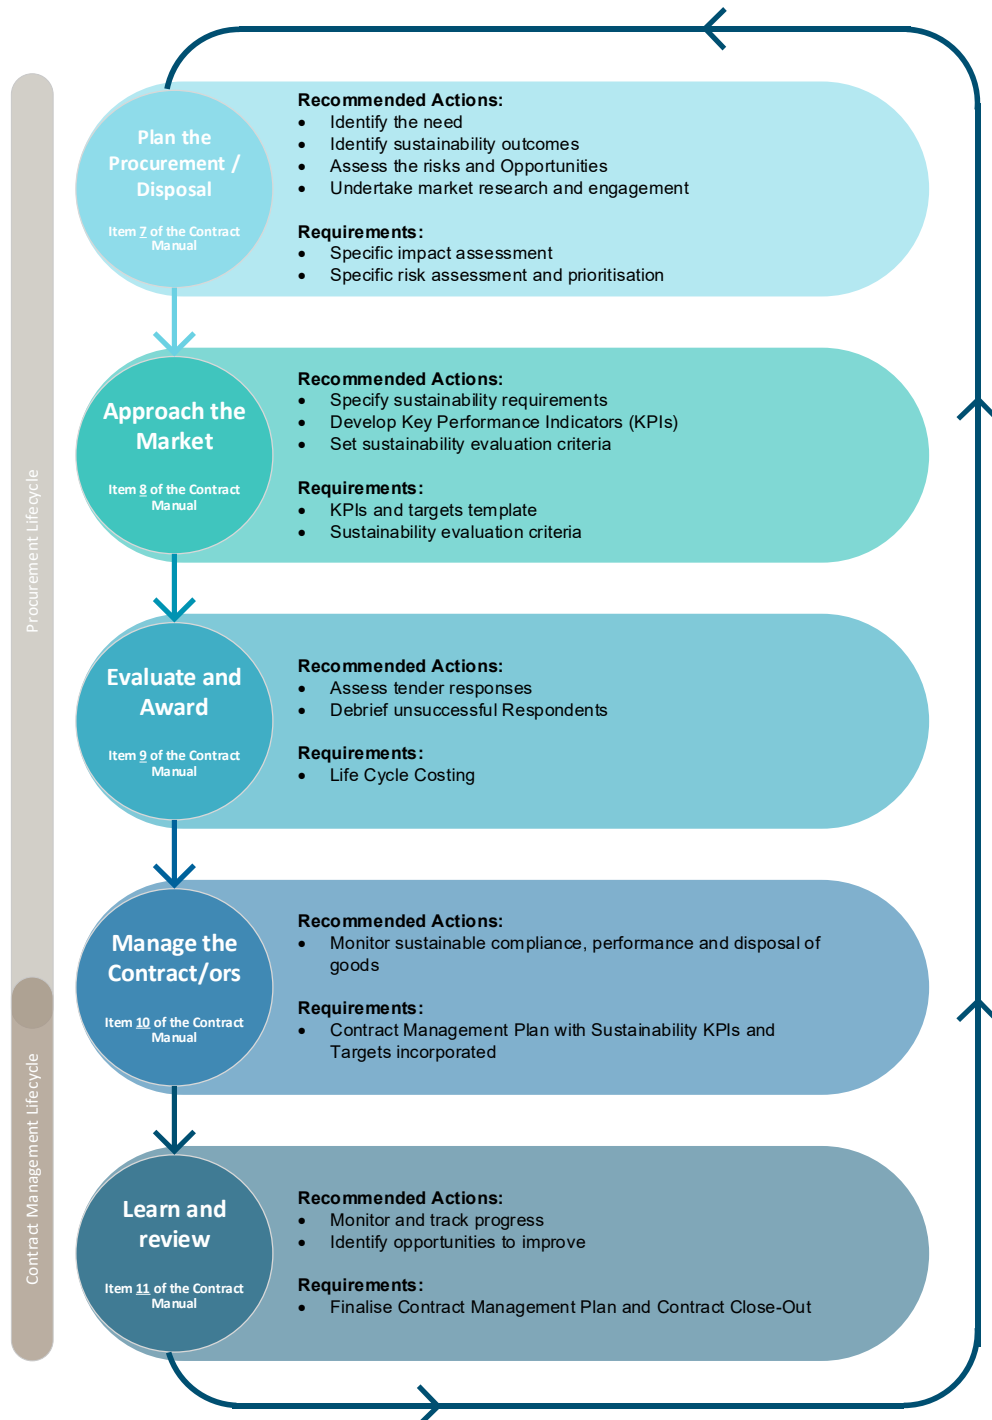 Procurement Lifecycle
Contract Management Lifecycle
Plan the
Procurement /
Disposal
Item 7 of the Contract
Manual
Recommended Actions:
• Identify the need
• Identify sustainability outcomes
• Assess the risks and Opportunities
• Undertake market research and engagement
Requirements:
• Specific impact assessment
• Specific risk assessment and prioritisation
Approach the
Market
Item 8 of the Contract
Manual
Recommended Actions:
• Specify sustainability requirements
• Develop Key Performance Indicators (KPIs)
• Set sustainability evaluation criteria
Requirements:
• KPIs and targets template
• Sustainability evaluation criteria
Evaluate and
Award
Item 9 of the Contract
Manual
Recommended Actions:
• Assess tender responses
• Debrief unsuccessful Respondents
Requirements:
• Life Cycle Costing
Manage the
Contract/ors
Item 10 of the Contract
Manual
Recommended Actions:
• Monitor sustainable compliance, performance and disposal of
goods
Requirements:
• Contract Management Plan with Sustainability KPIs and
Targets incorporated
Learn and
review
Item 11 of the Contract
Manual
Recommended Actions:
• Monitor and track progress
• Identify opportunities to improve
Requirements:
• Finalise Contract Management Plan and Contract Close-Out